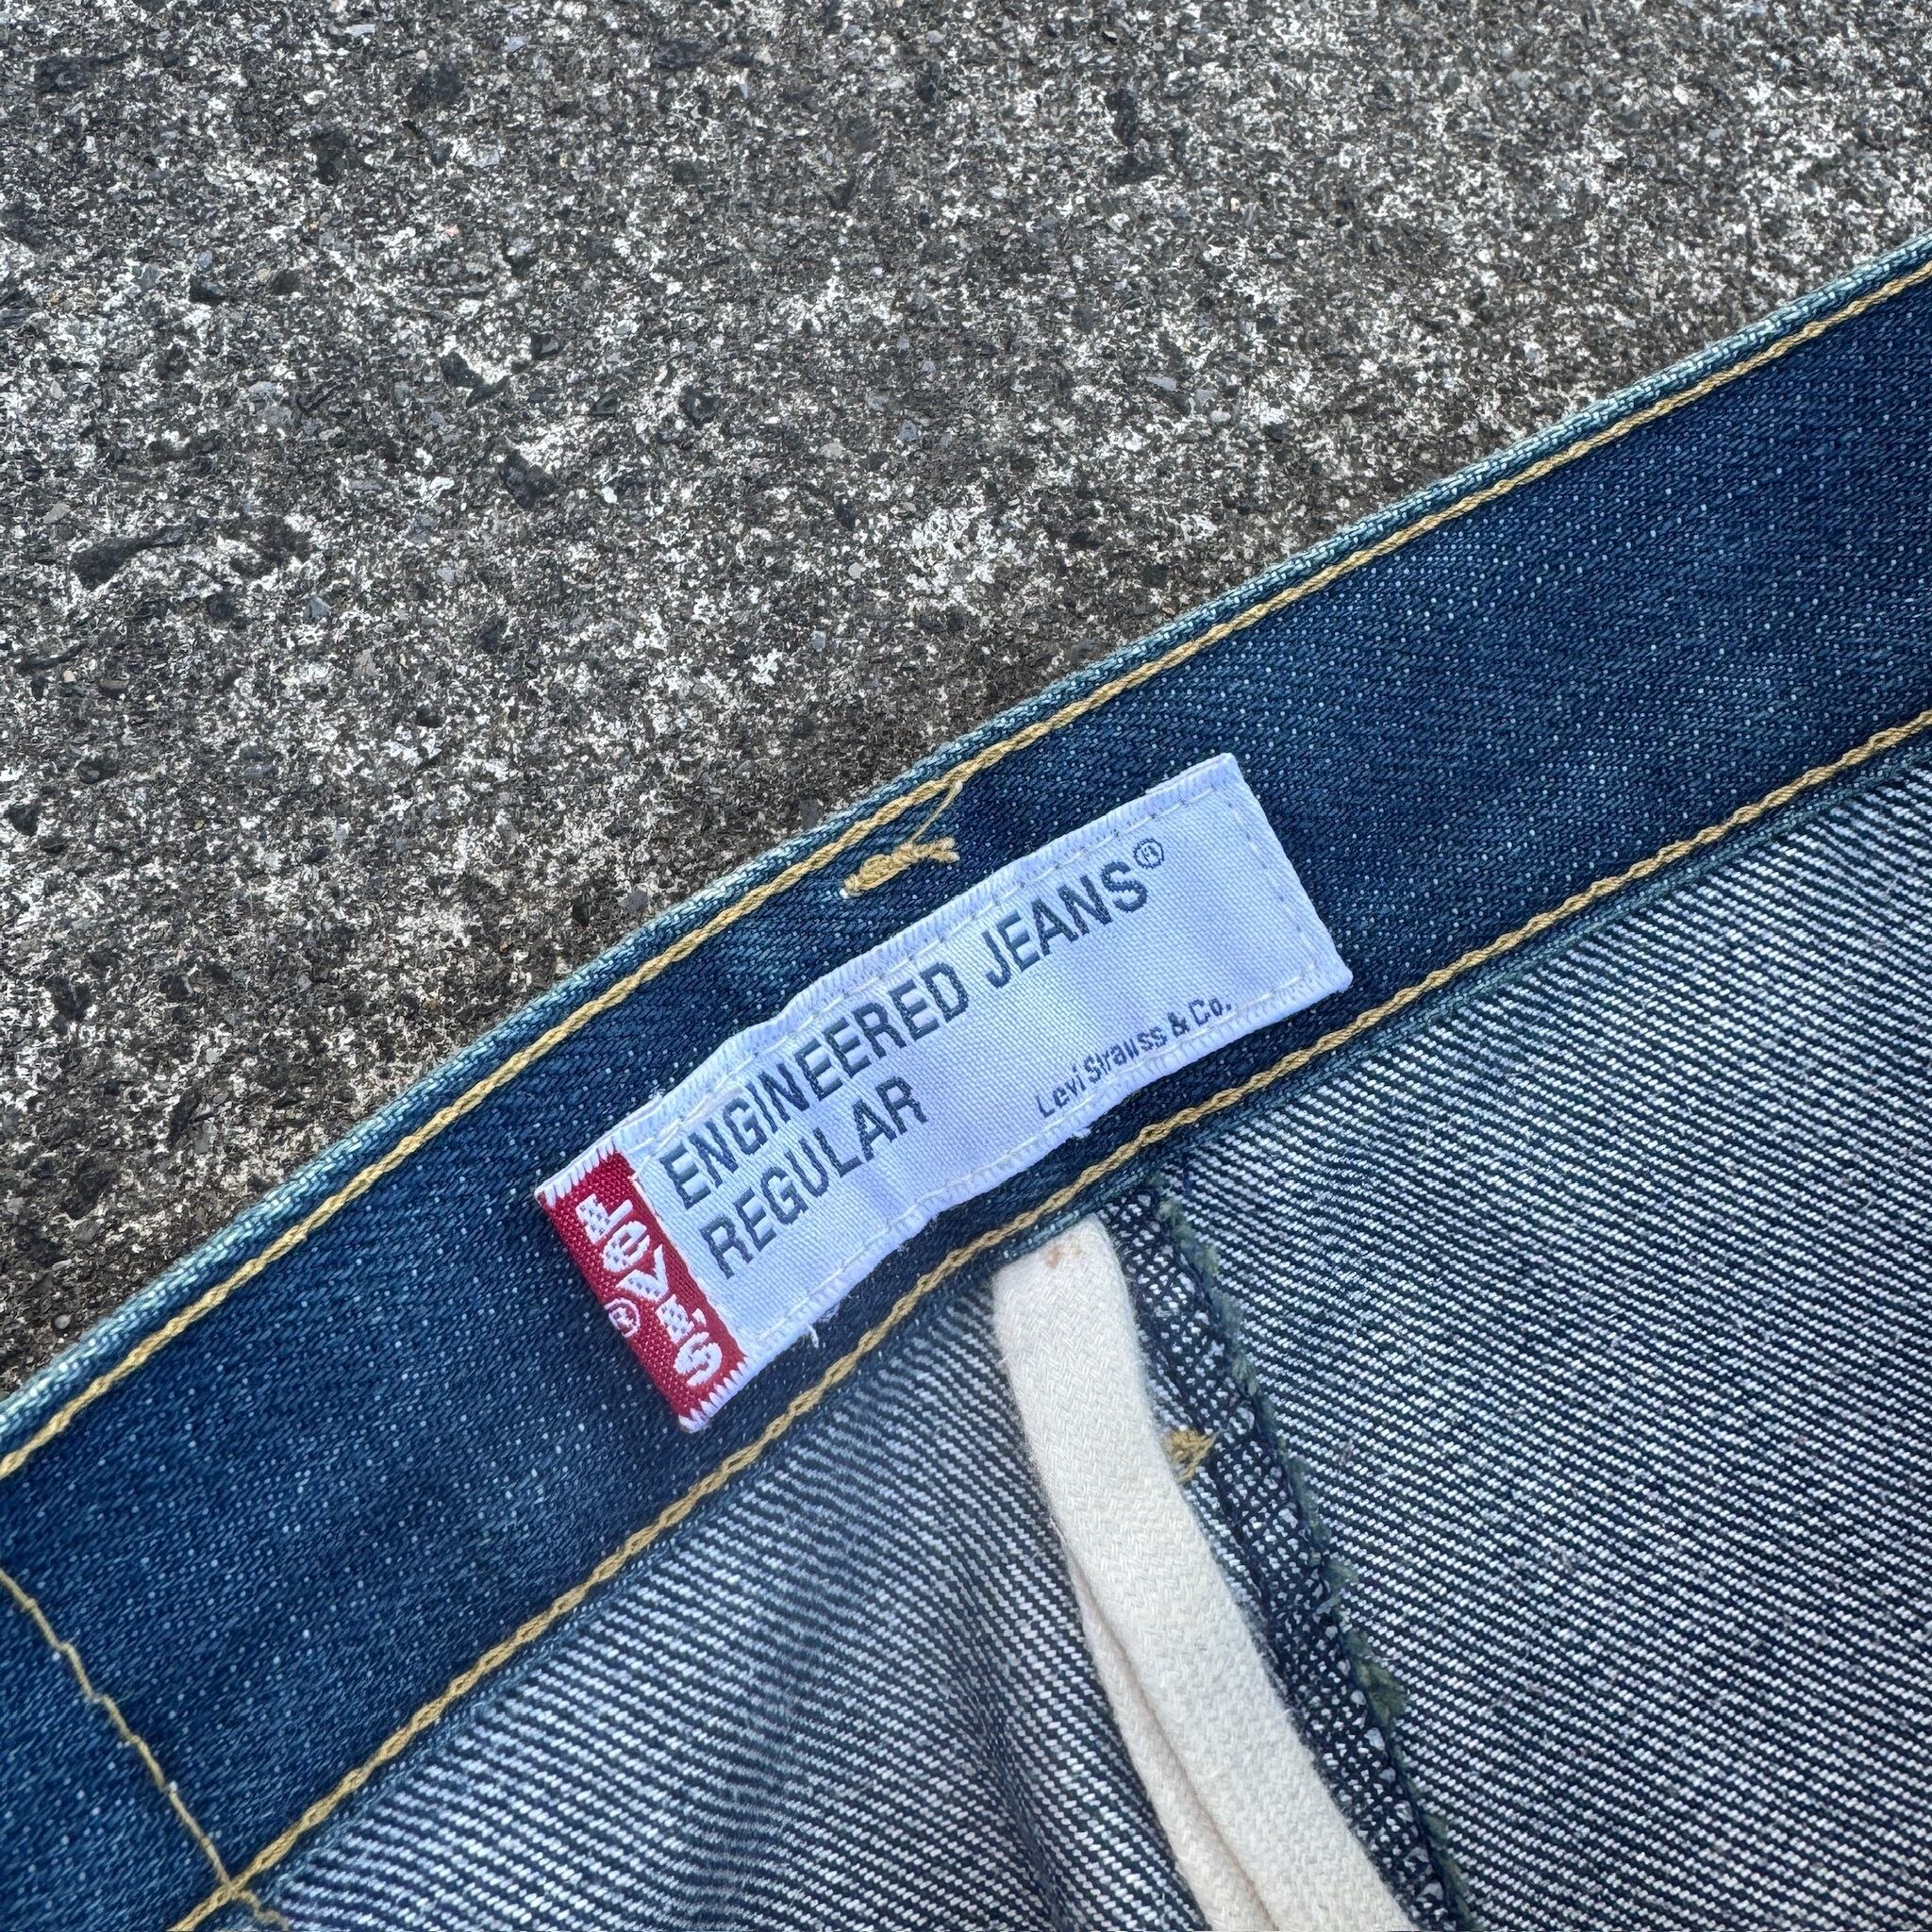 Levi's®
ENGINEERED JEANS®
REGULAR
Levi Strauss & Co.